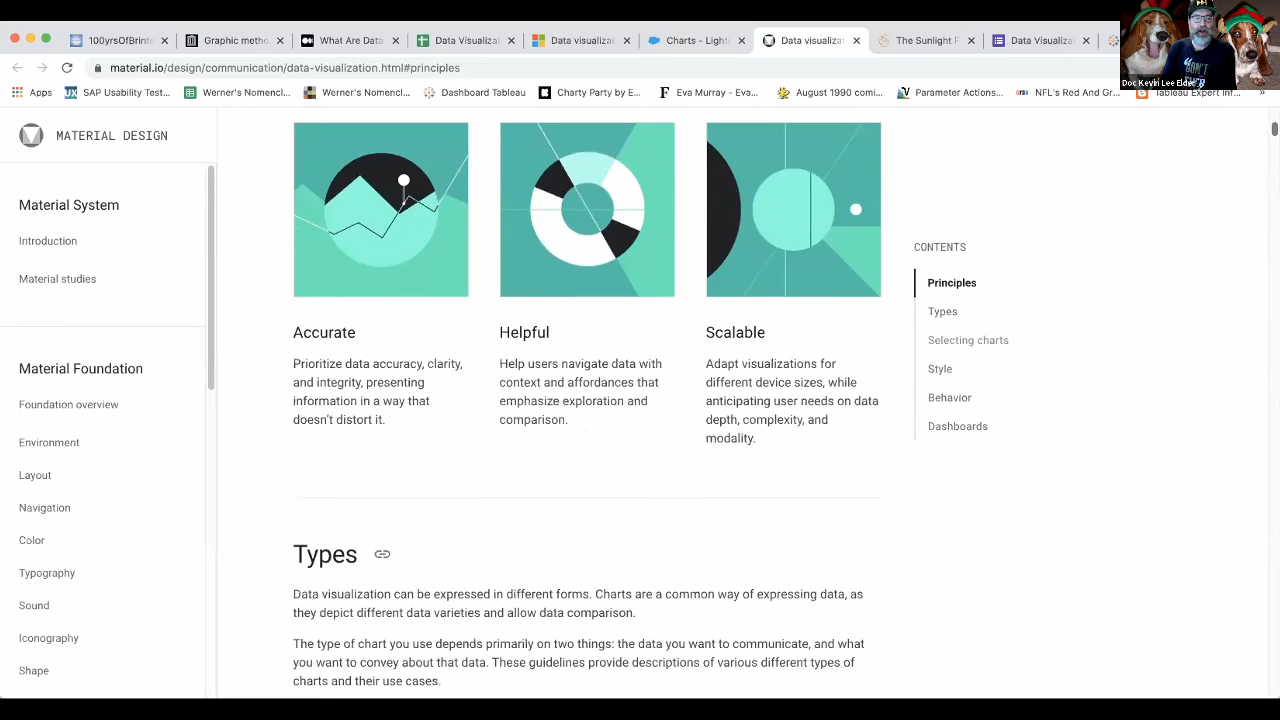 100yrsOfBrint
Graphic metho
What Are Data
Data Visualiza
Data visualiza
Charts - Light
Data visualiza
The Sunlight F
Data Visualiz
material.io/design/communication/data-visualization.html#principles
Doc Kevin Lee Elder
Apps
SAP Usability Test...
Werner's Nomencl...
Werner's Nomencl...
Dashboard Tableau
Charty Party by E...
Eva Murray - Eva...
August 1990 comi...
Parameter Actions...
NFL's Red And Gr...
Tableau Expert Inf...
»
MATERIAL DESIGN
Material System
Introduction
Material studies
Material Foundation
Foundation overview
Environment
Layout
Navigation
Color
Typography
Sound
Iconography
Shape
Accurate
Prioritize data accuracy, clarity,
and integrity, presenting
information in a way that
doesn't distort it.
Helpful
Help users navigate data with
context and affordances that
emphasize exploration and
comparison.
Scalable
Adapt visualizations for
different device sizes, while
anticipating user needs on data
depth, complexity, and
modality.
Types
Data visualization can be expressed in different forms. Charts are a common way of expressing data, as
they depict different data varieties and allow data comparison.
The type of chart you use depends primarily on two things: the data you want to communicate, and what
you want to convey about that data. These guidelines provide descriptions of various different types of
charts and their use cases.
CONTENTS
Principles
Types
Selecting charts
Style
Behavior
Dashboards